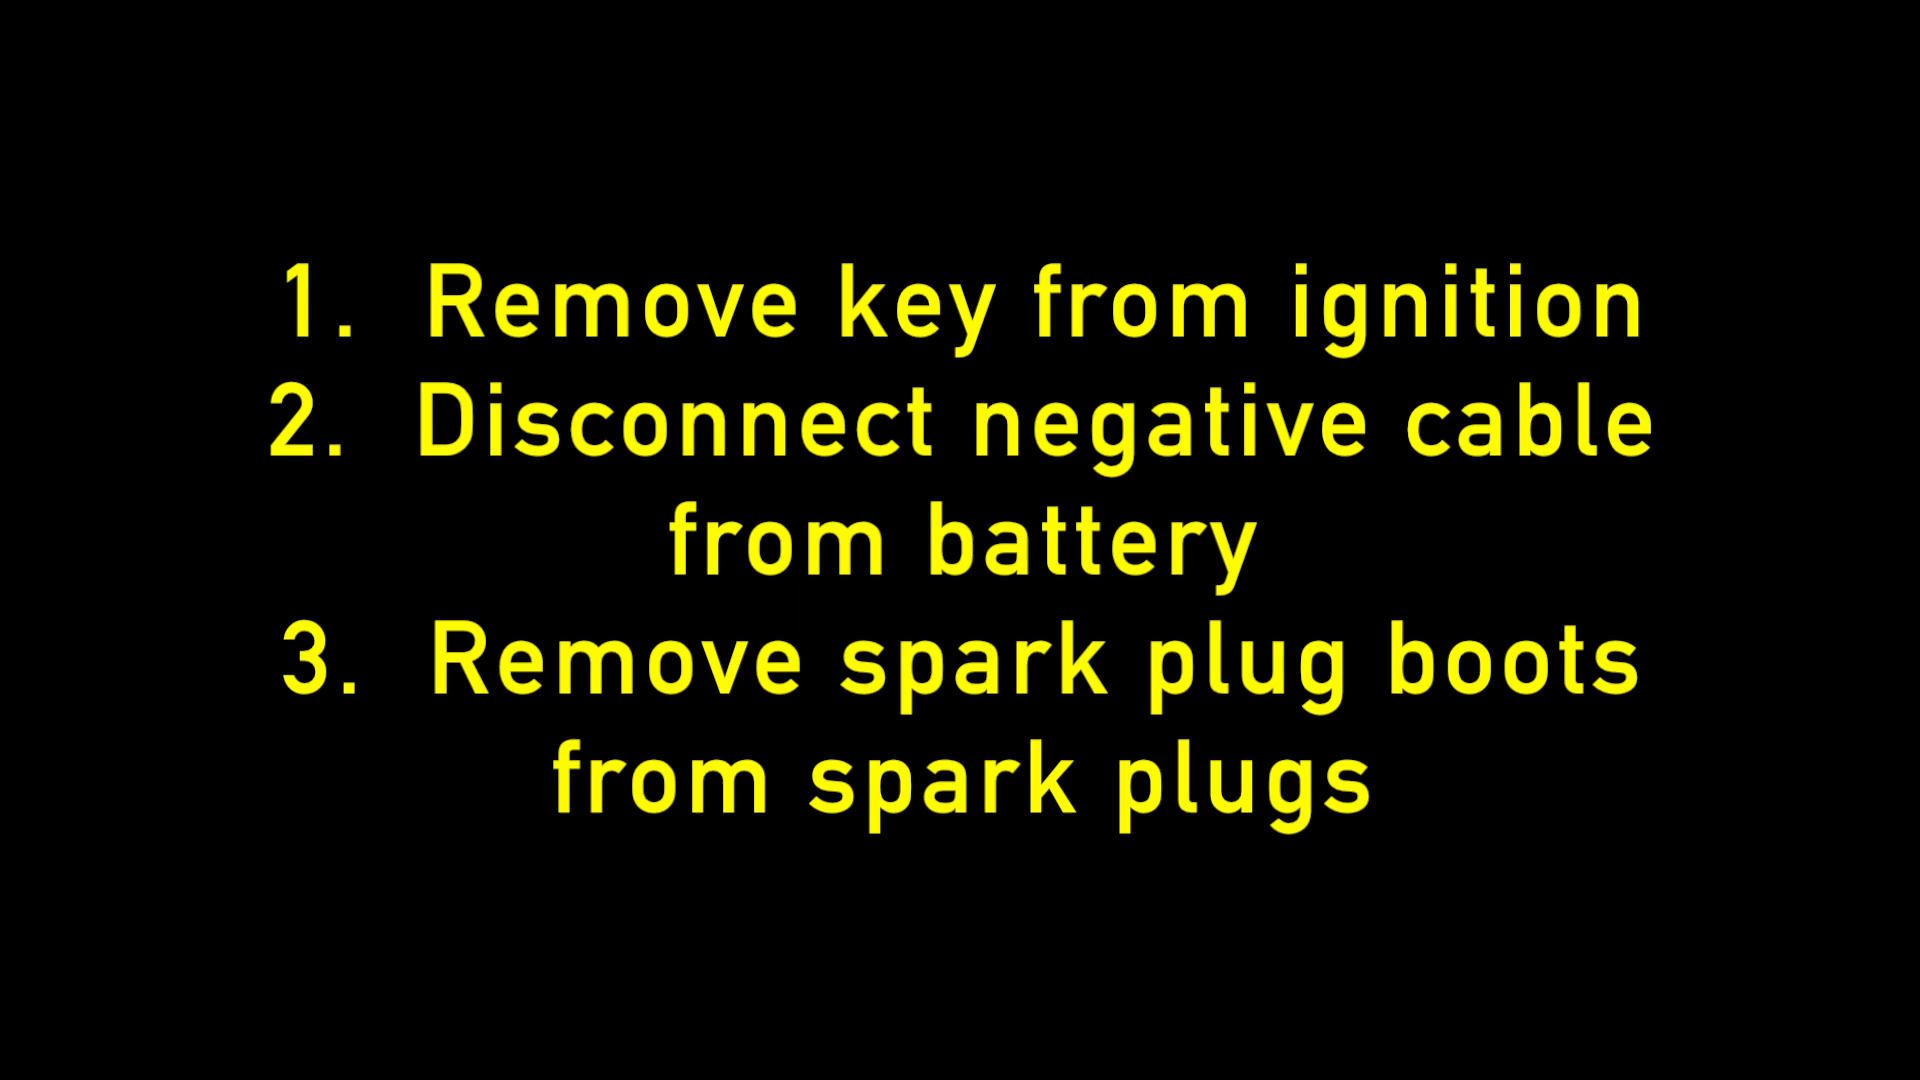 1. Remove key from ignition
2. Disconnect negative cable
from battery
3. Remove spark plug boots
from spark plugs